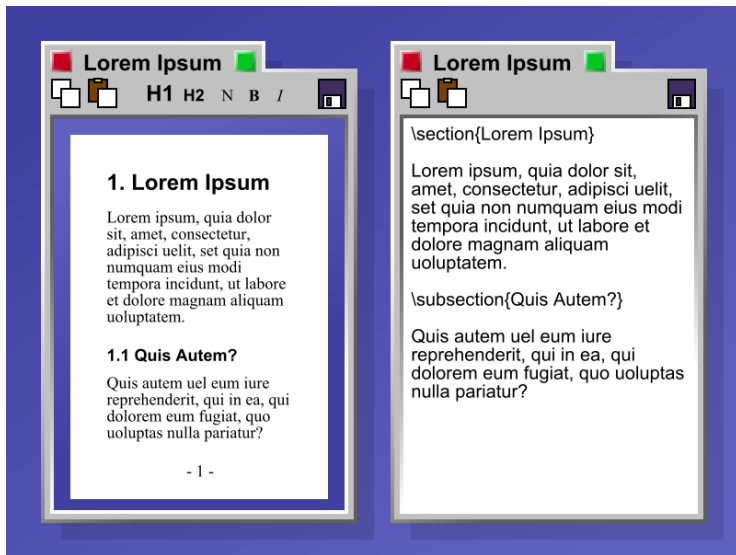 Lorem Ipsum
H1 H2 N B I
1. Lorem Ipsum
Lorem ipsum, quia dolor
sit, amet, consectetur,
adipisci uelit, set quia non
numquam eius modi
tempora incidunt, ut labore
et dolore magnam aliquam
uoluptatem.
1.1 Quis Autem?
Quis autem uel eum iure
reprehenderit, qui in ea, qui
dolorem eum fugiat, quo
uoluptas nulla pariatur?
- 1 -
Lorem Ipsum
\section{Lorem Ipsum}
Lorem ipsum, quia dolor sit,
amet, consectetur, adipisci uelit,
set quia non numquam eius modi
tempora incidunt, ut labore et
dolore magnam aliquam
uoluptatem.
\subsection{Quis Autem?}
Quis autem uel eum iure
reprehenderit, qui in ea, qui
dolorem eum fugiat, quo uoluptas
nulla pariatur?